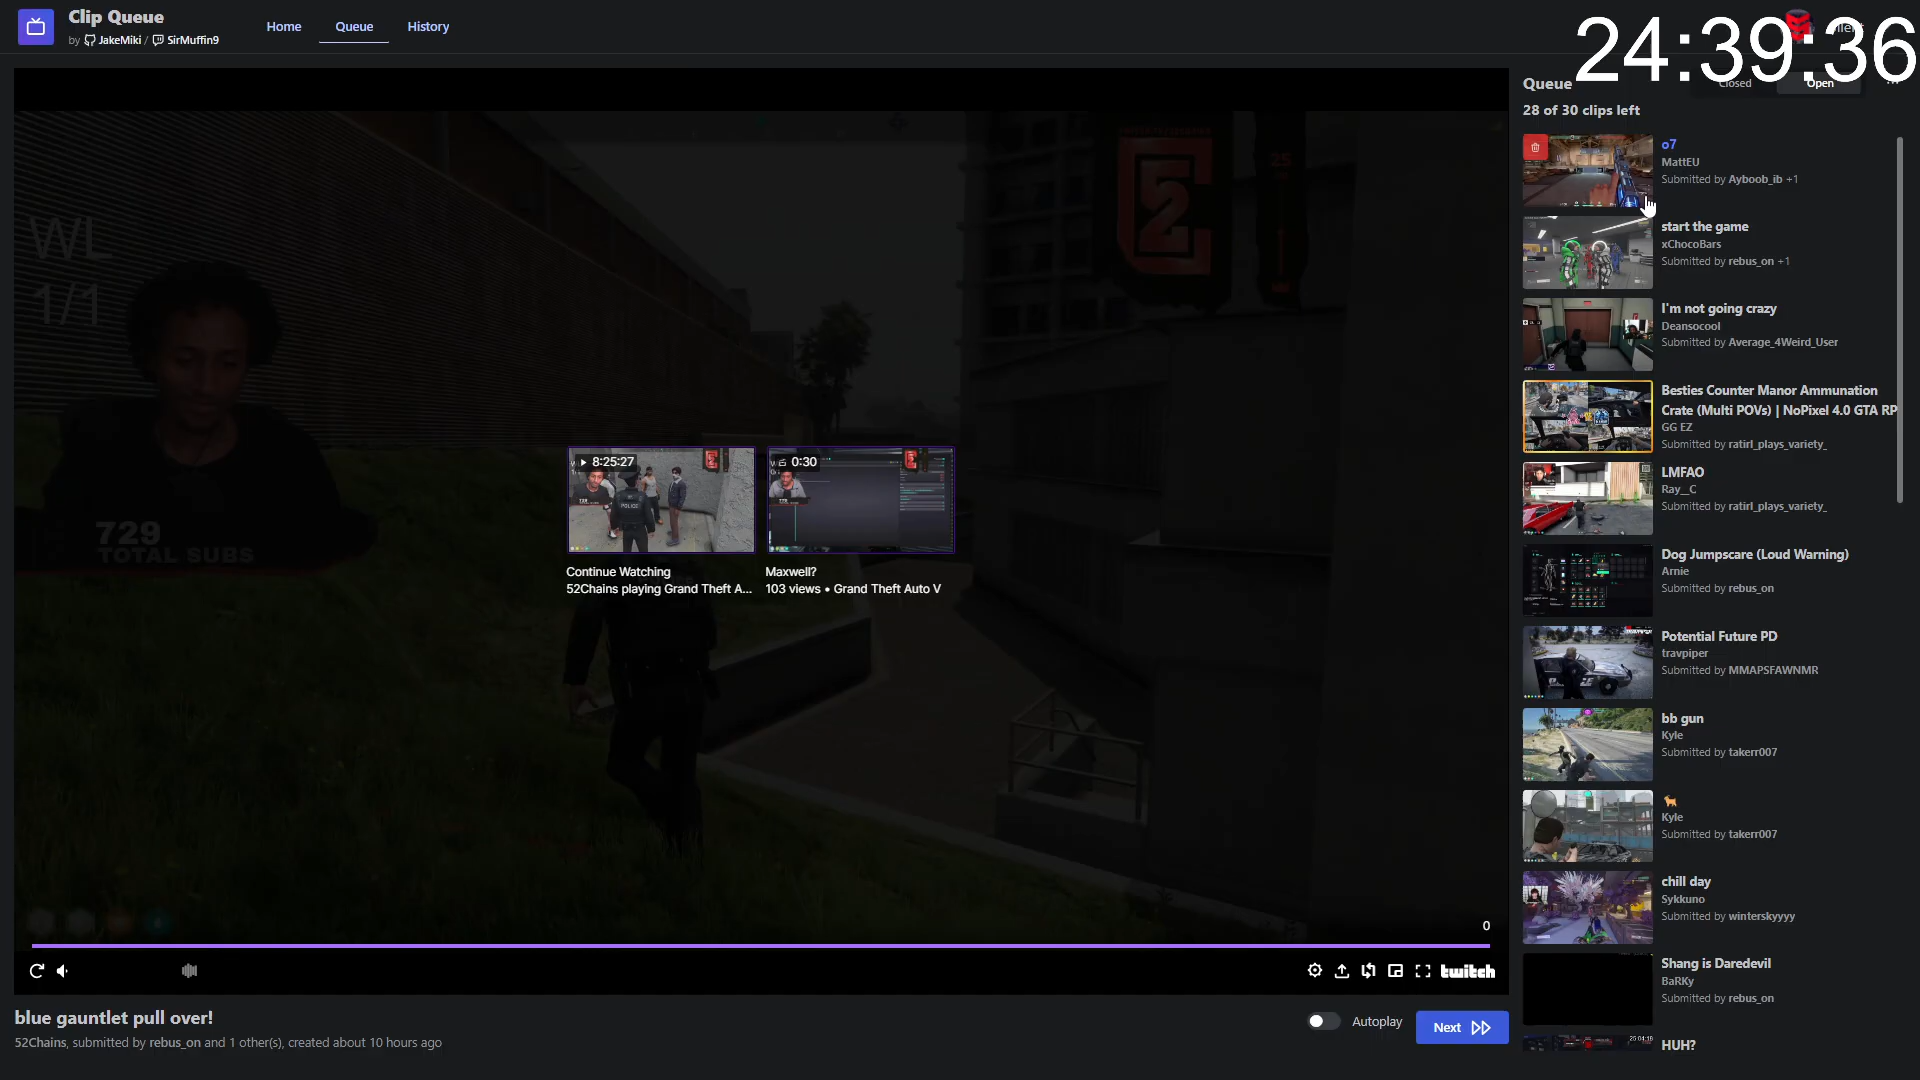 Clip Queue
by JakeMiki / SirMuffin9
Home
Queue
History
24:39:36
Queue
Closed
Open
28 of 30 clips left
o7
MattEU
Submitted by Ayboob_ib +1
start the game
xChocoBars
Submitted by rebus_on +1
I'm not going crazy
Deansocool
Submitted by Average_4Weird_User
Besties Counter Manor Ammunation
Crate (Multi POVs) | NoPixel 4.0 GTA RP
GG EZ
Submitted by ratirl_plays_variety_
LMFAO
Ray__C
Submitted by ratirl_plays_variety_
Dog Jumpscare (Loud Warning)
Arnie
Submitted by rebus_on
Potential Future PD
travpiper
Submitted by MMAPSFAWNMR
bb gun
Kyle
Submitted by takerr007
🐐
Kyle
Submitted by takerr007
chill day
Sykkuno
Submitted by winterskyyyy
Shang is Daredevil
BaRKy
Submitted by rebus_on
HUH?
WL
1/1
729
TOTAL SUBS
52
25
8:25:27
POLICE
Continue Watching
52Chains playing Grand Theft A...
0:30
Maxwell?
103 views • Grand Theft Auto V
0
twitch
blue gauntlet pull over!
52Chains, submitted by rebus_on and 1 other(s), created about 10 hours ago
Autoplay
Next